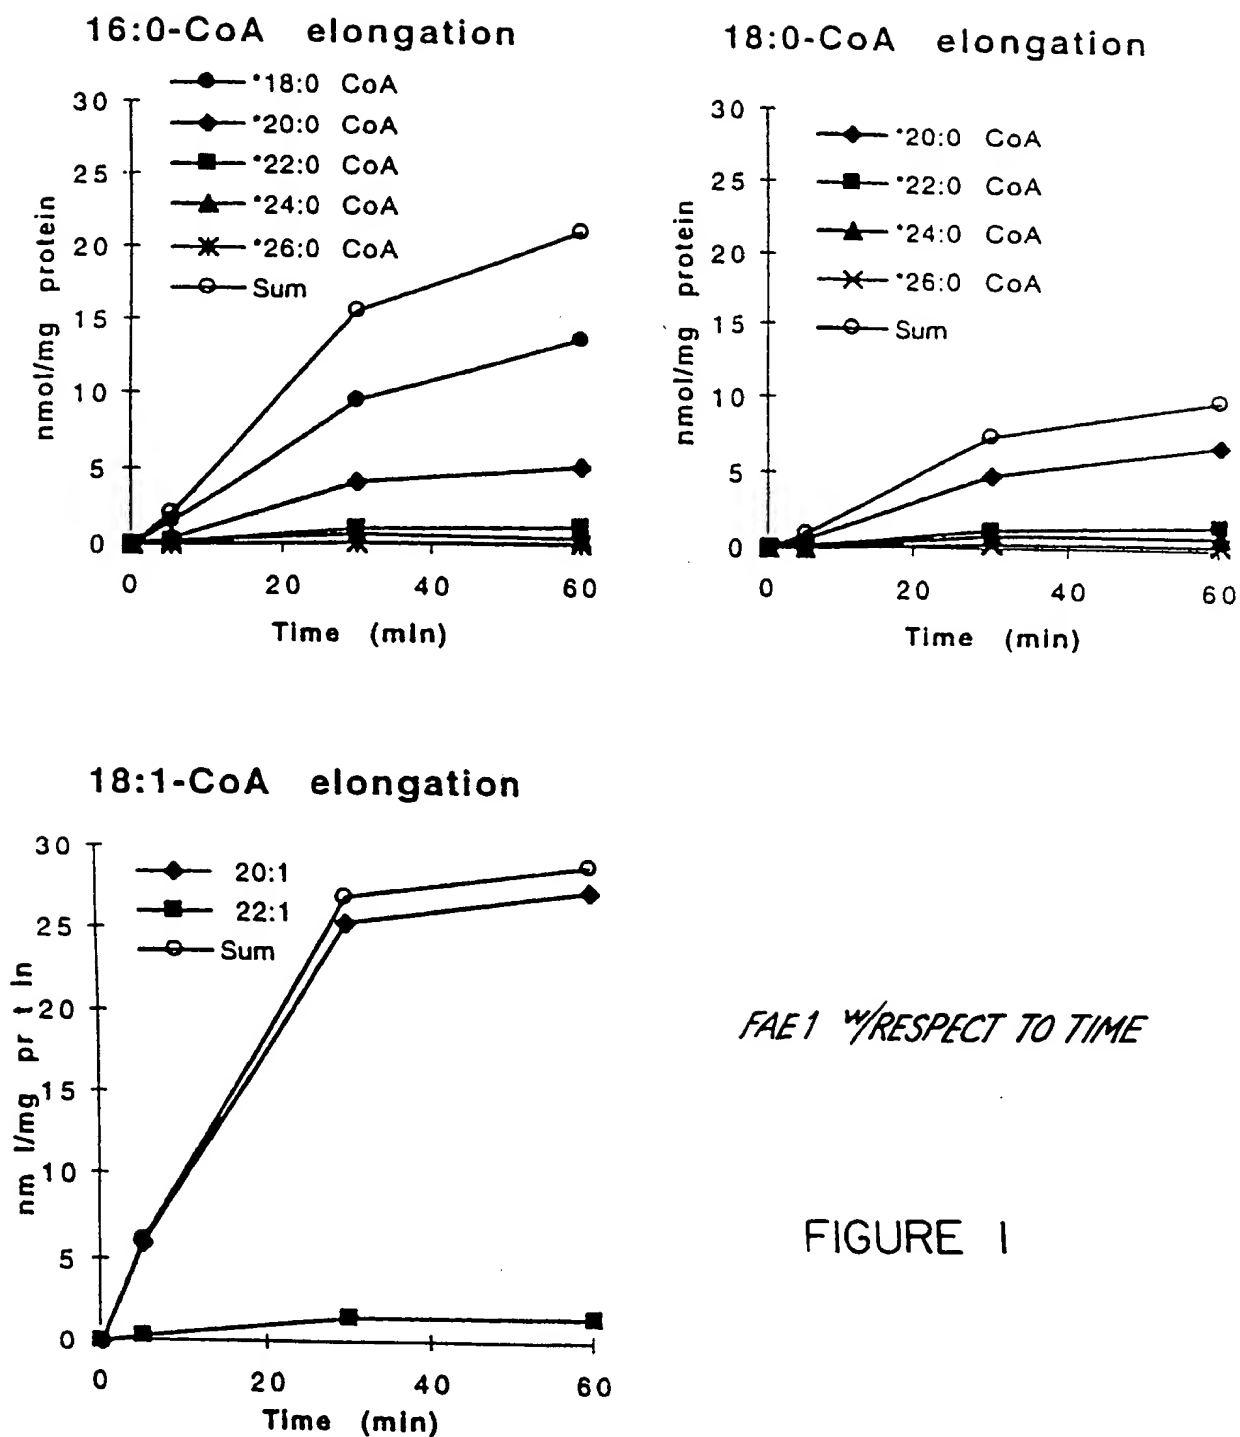 16:0-CoA elongation
*18:0 CoA
*20:0 CoA
*22:0 CoA
*24:0 CoA
*26:0 CoA
Sum
30
25
20
15
10
5
0
nmol/mg protein
0 20 40 60
Time (min)
18:0-CoA elongation
*20:0 CoA
*22:0 CoA
*24:0 CoA
*26:0 CoA
Sum
30
25
20
15
10
5
0
nmol/mg protein
0 20 40 60
Time (min)
18:1-CoA elongation
20:1
22:1
Sum
30
25
20
15
10
5
0
nm l/mg pr t In
0 20 40 60
Time (min)
FAE1 W/RESPECT TO TIME
FIGURE 1